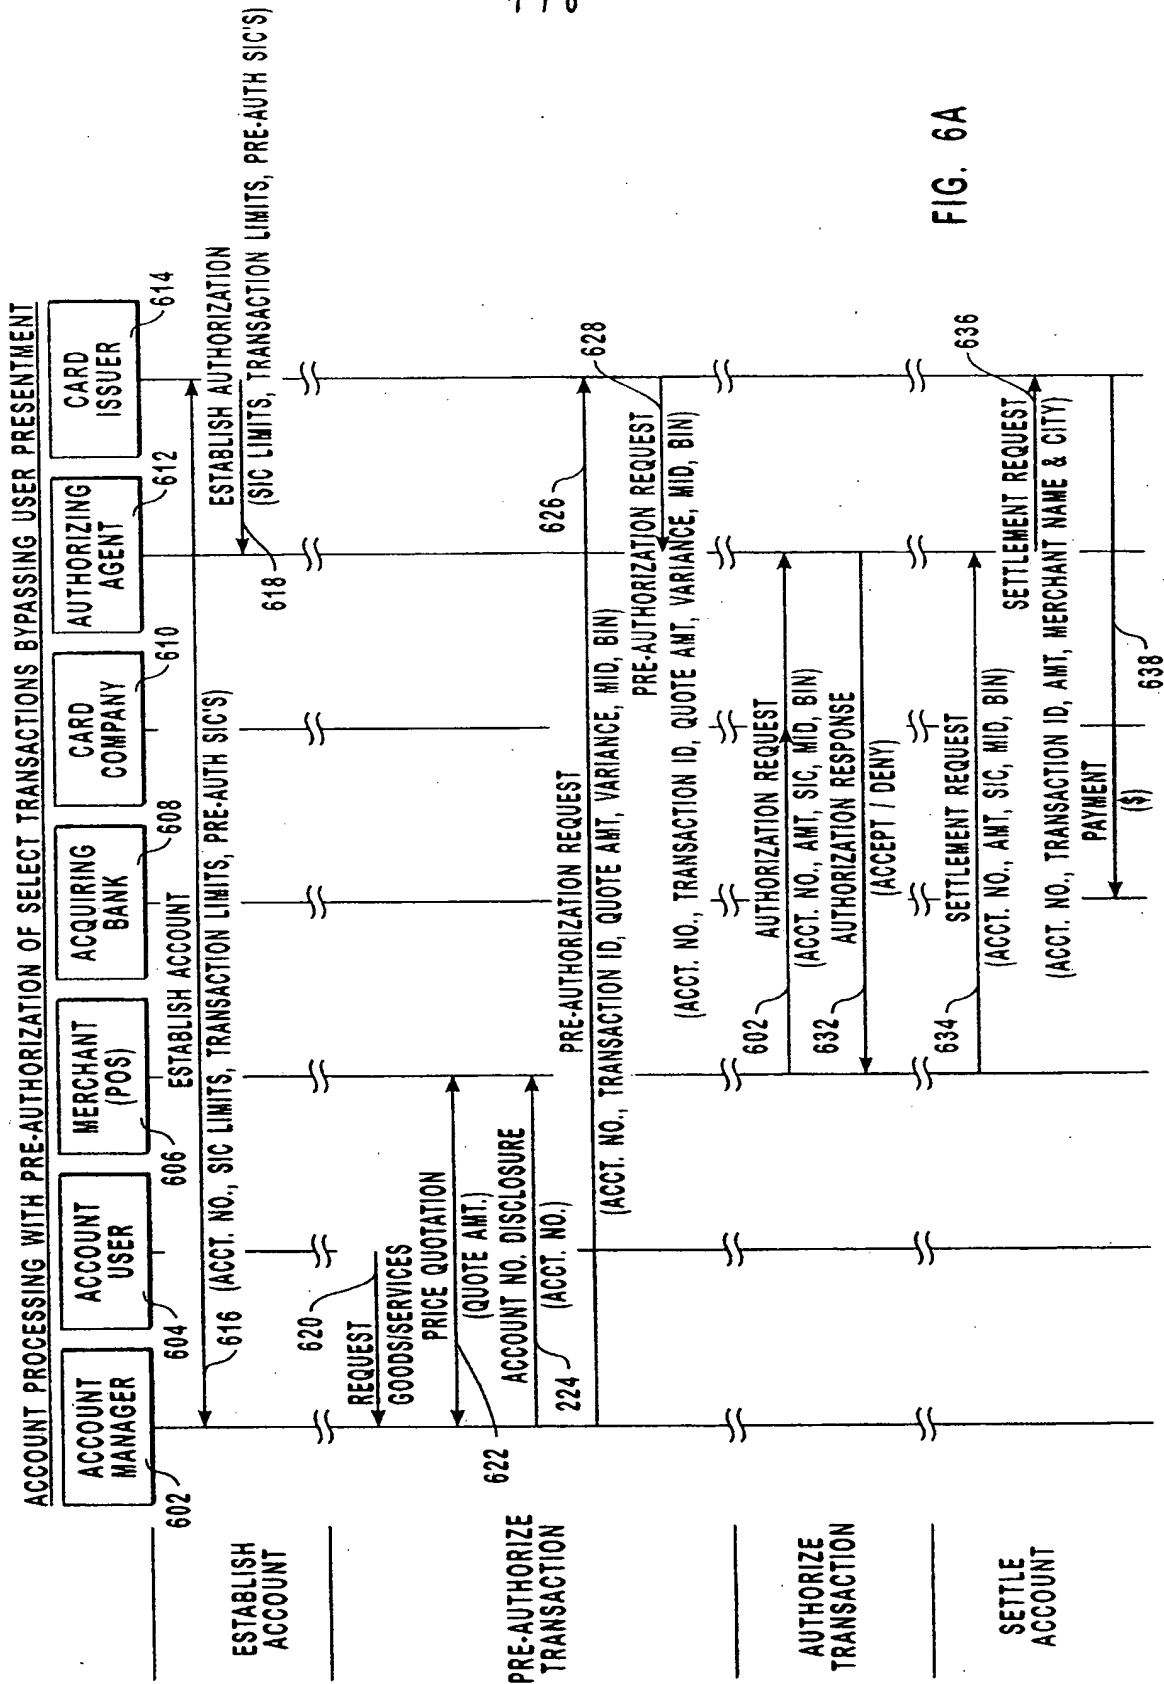 ACCOUNT PROCESSING WITH PRE-AUTHORIZATION OF SELECT TRANSACTIONS BYPASSING USER PRESENTMENT
ACCOUNT
MANAGER
602
ACCOUNT
USER
604
MERCHANT
(POS)
606
ACQUIRING
BANK
608
CARD
COMPANY
610
AUTHORIZING
AGENT
612
CARD
ISSUER
614
ESTABLISH
ACCOUNT
ESTABLISH ACCOUNT
616 (ACCT. NO., SIC LIMITS, TRANSACTION LIMITS, PRE-AUTH SIC'S)
ESTABLISH AUTHORIZATION
(SIC LIMITS, TRANSACTION LIMITS, PRE-AUTH SIC'S)
618
PRE-AUTHORIZE
TRANSACTION
620
REQUEST
GOODS/SERVICES
PRICE QUOTATION
(QUOTE AMT.)
622
ACCOUNT NO. DISCLOSURE
(ACCT. NO.)
224
PRE-AUTHORIZATION REQUEST
626
(ACCT. NO., TRANSACTION ID, QUOTE AMT, VARIANCE, MID, BIN)
628
PRE-AUTHORIZATION REQUEST
(ACCT. NO., TRANSACTION ID, QUOTE AMT, VARIANCE, MID, BIN)
AUTHORIZE
TRANSACTION
602
AUTHORIZATION REQUEST
(ACCT. NO., AMT, SIC, MID, BIN)
632
AUTHORIZATION RESPONSE
(ACCEPT / DENY)
SETTLE
ACCOUNT
634
SETTLEMENT REQUEST
(ACCT. NO., AMT, SIC, MID, BIN)
636
SETTLEMENT REQUEST
(ACCT. NO., TRANSACTION ID, AMT, MERCHANT NAME & CITY)
PAYMENT
($)
638
FIG. 6A